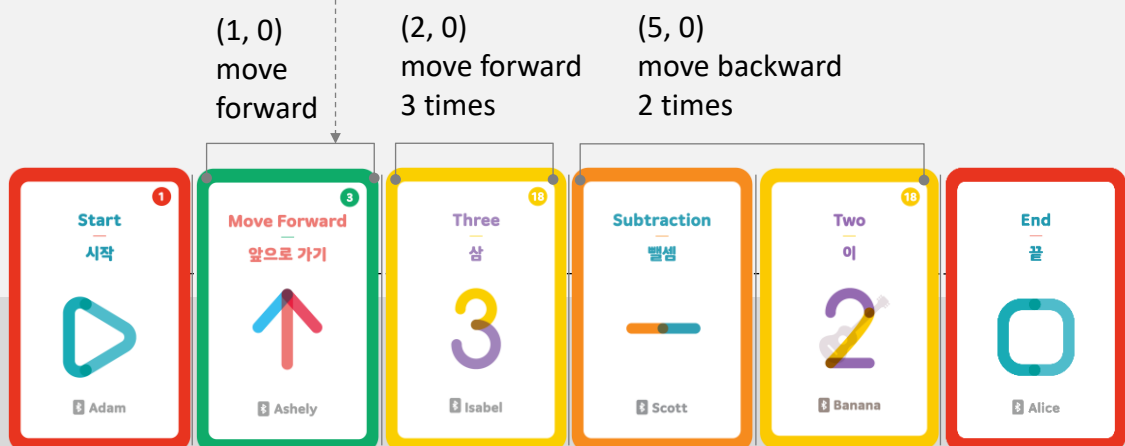 (1, 0)
move
forward
(2, 0)
move forward
3 times
(5, 0)
move backward
2 times
1
Start
시작
Adam
3
Move Forward
앞으로 가기
Ashely
18
Three
삼
3
Isabel
Subtraction
뺄셈
Scott
18
Two
이
2
Banana
End
끝
Alice